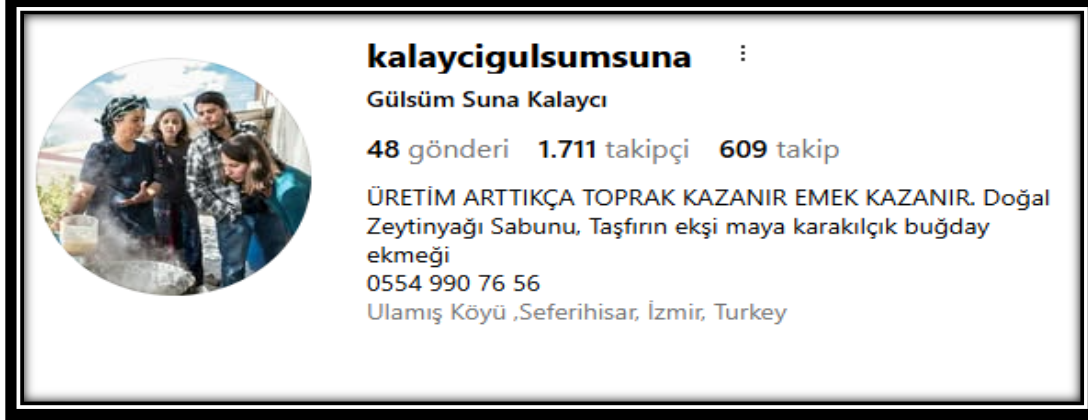 kalaycigulsumsuna
Gülsüm Suna Kalaycı
48 gönderi 1.711 takipçi 609 takip
ÜRETİM ARTTIKÇA TOPRAK KAZANIR EMEK KAZANIR. Doğal
Zeytinyağı Sabunu, Taşfırın ekşi maya karakılçık buğday
ekmeği
0554 990 76 56
Ulamış Köyü ,Seferihisar, İzmir, Turkey